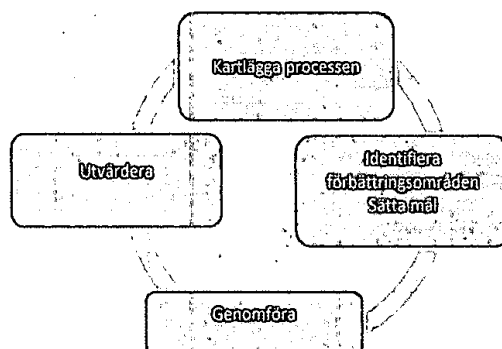 Kartlägga processen
Identifiera
förbättringsområden
Sätta mål
Genomföra
Utvärdera